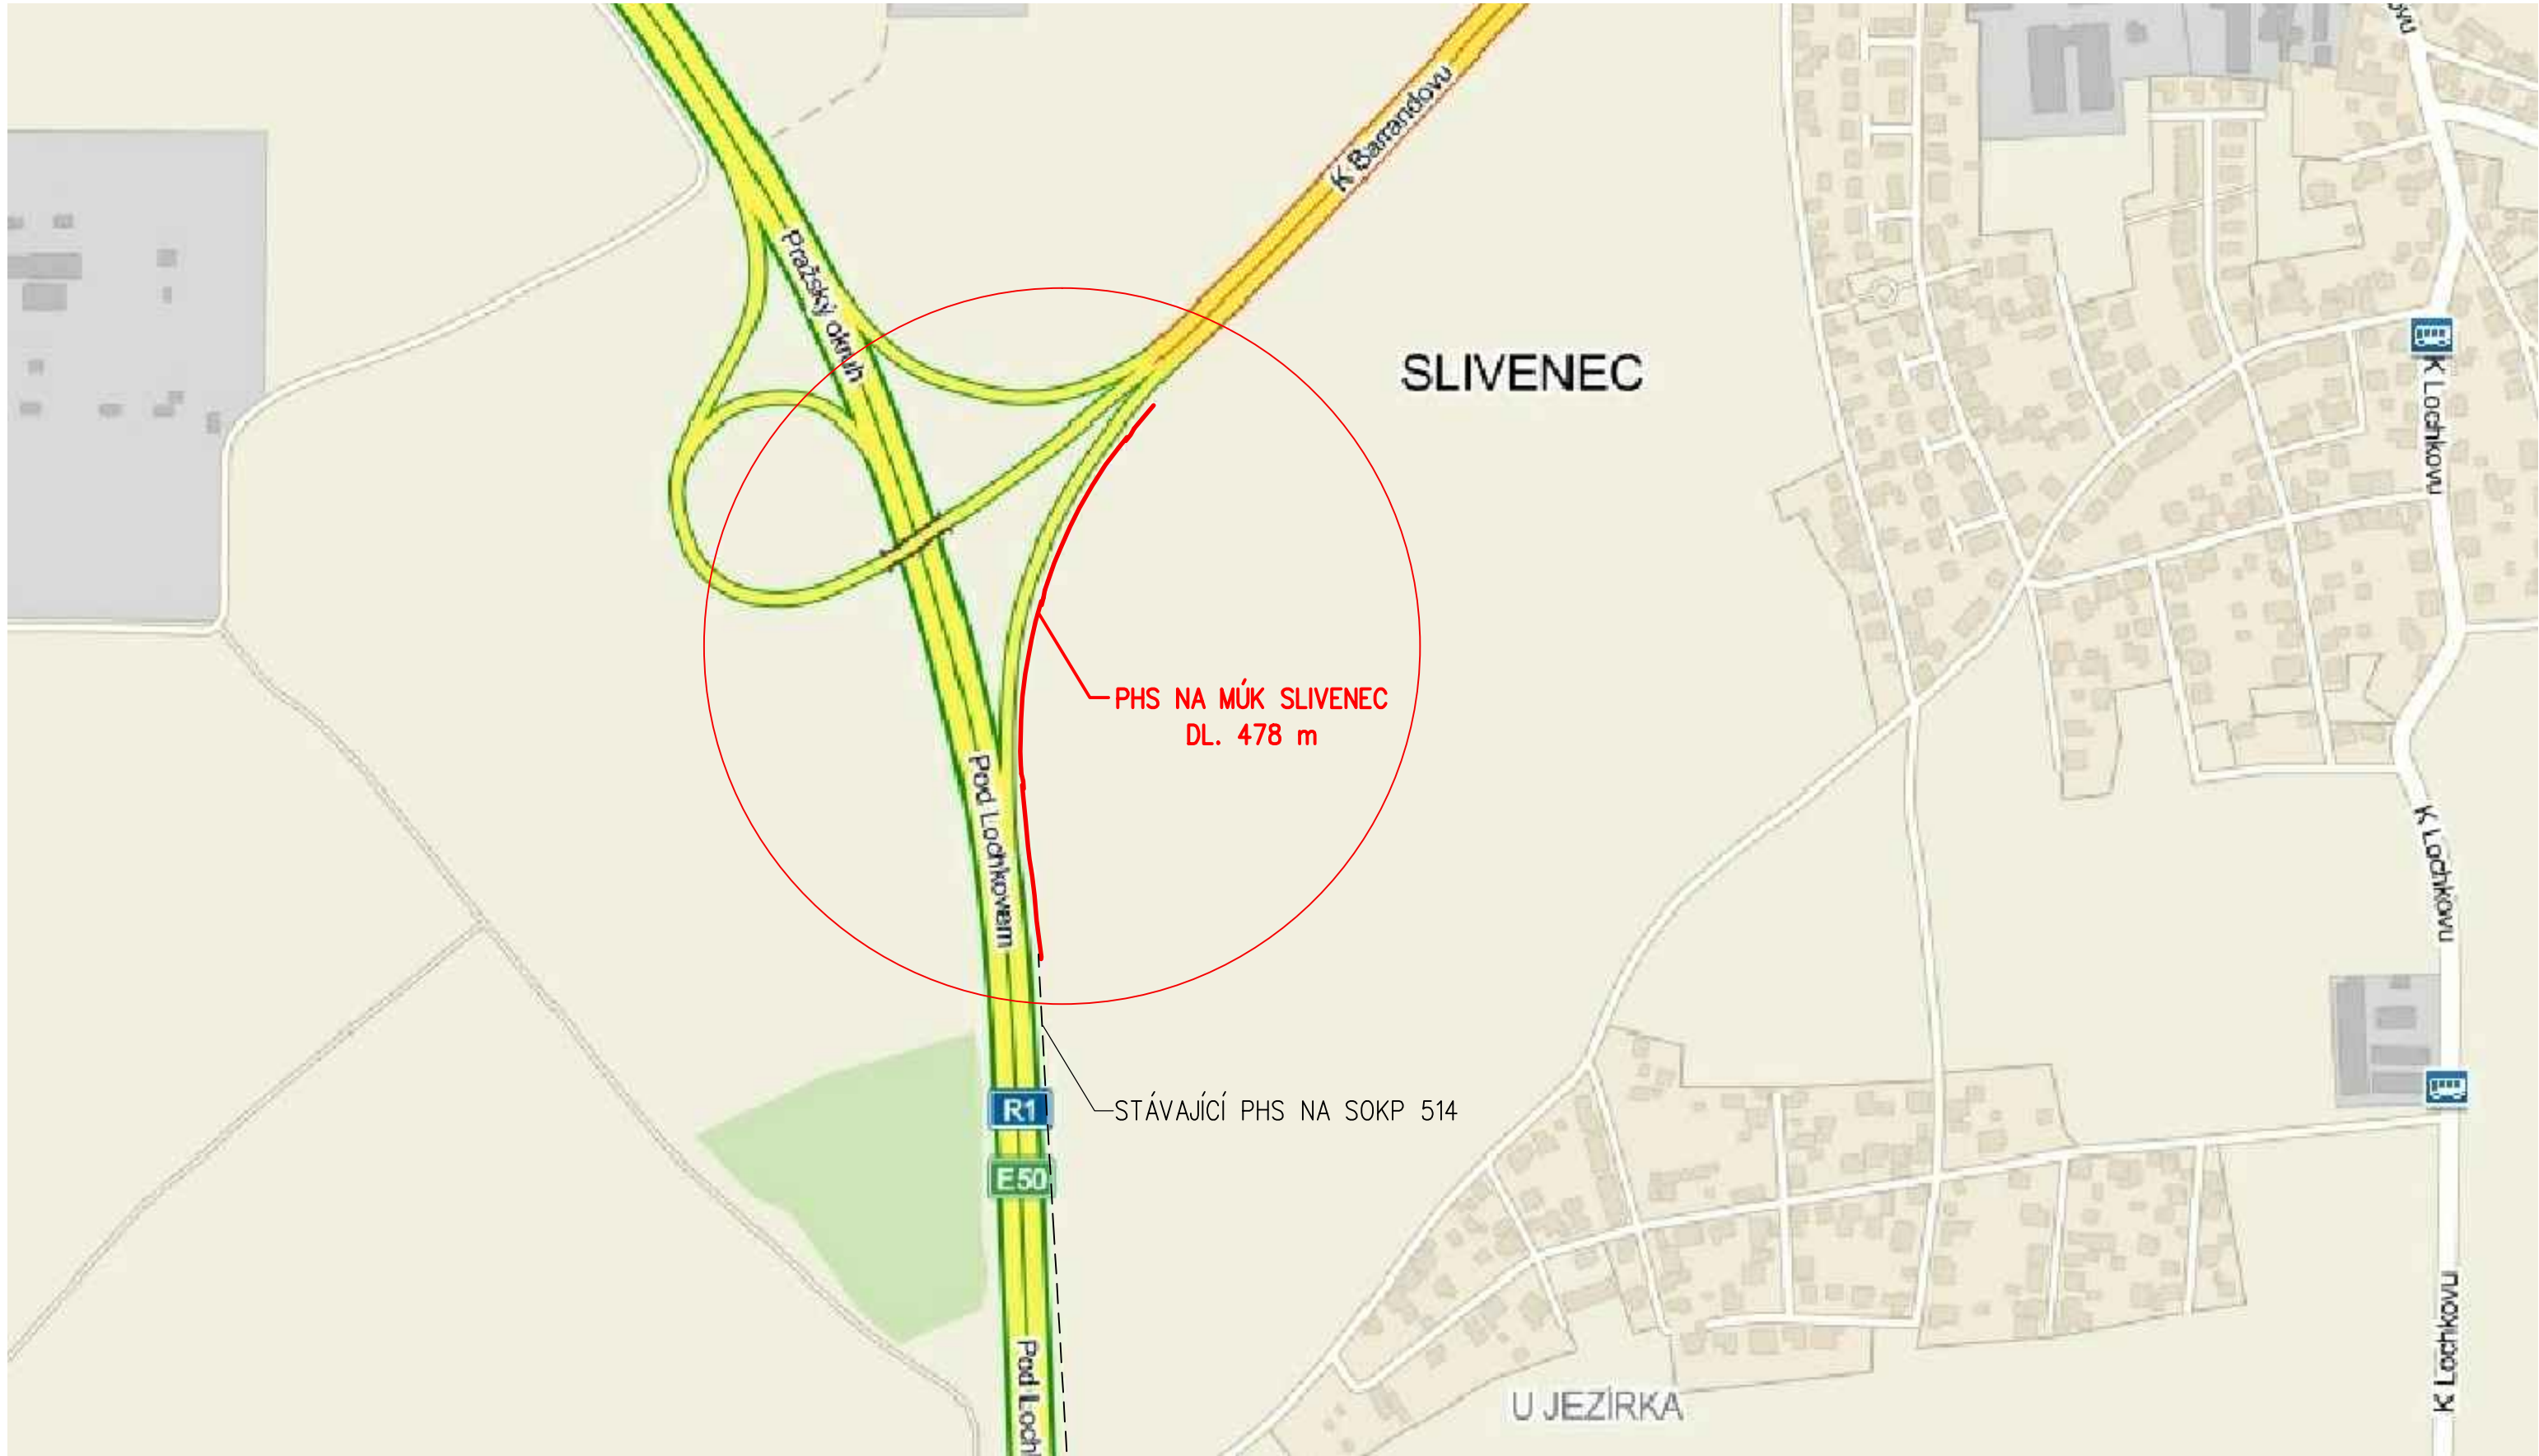 K Barrandovu
Pražský okruh
SLIVENEC
K Lochkovu
PHS NA MÚK SLIVENEC
DL. 478 m
Pod Lochkovem
K Lochkovu
R1
STÁVAJÍCÍ PHS NA SOKP 514
E50
K Lochkovu
U JEZÍRKA